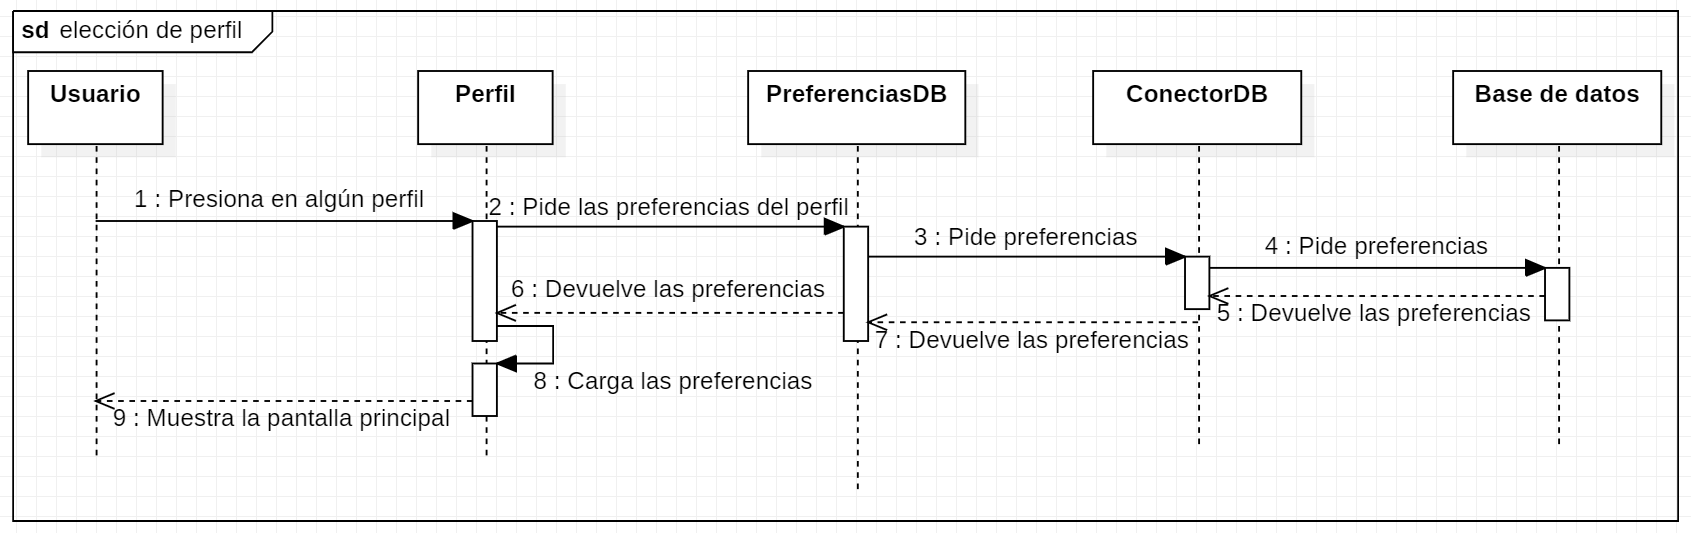 sd elección de perfil
Usuario
Perfil
PreferenciasDB
ConectorDB
Base de datos
1 : Presiona en algún perfil
2 : Pide las preferencias del perfil
3 : Pide preferencias
4 : Pide preferencias
6 : Devuelve las preferencias
5 : Devuelve las preferencias
7 : Devuelve las preferencias
8 : Carga las preferencias
9 : Muestra la pantalla principal